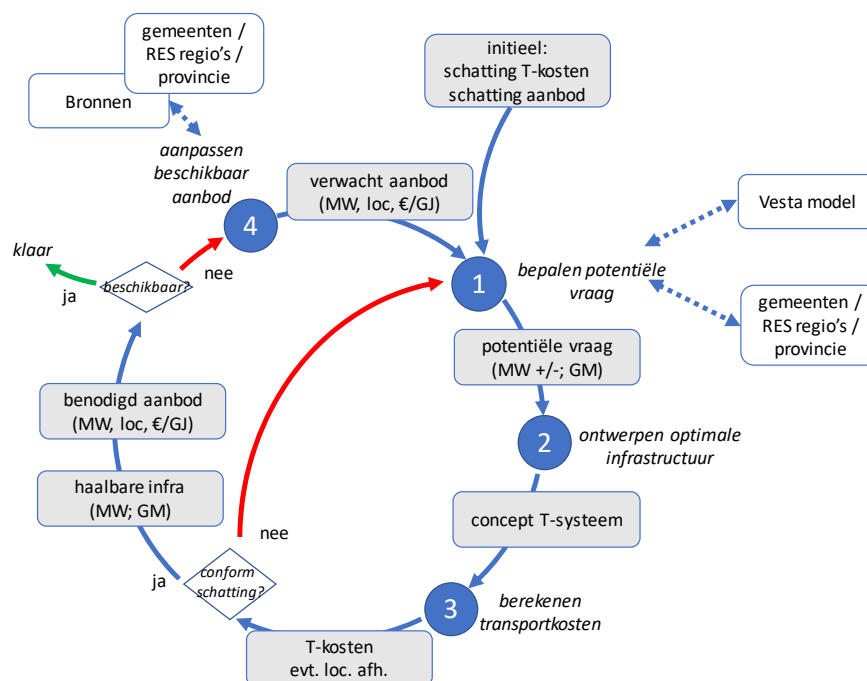 gemeenten /
RES regio's /
provincie
Bronnen
initieel:
schatting T-kosten
schatting aanbod
aanpassen
beschikbaar
aanbod
verwacht aanbod
(MW, loc, €/GJ)
4
Vesta model
klaar
nee
ja
beschikbaar?
1
bepalen potentiële
vraag
gemeenten /
RES regio's /
provincie
potentiële vraag
(MW +/-; GM)
benodigd aanbod
(MW, loc, €/GJ)
2
ontwerpen optimale
infrastructuur
haalbare infra
(MW; GM)
concept T-systeem
nee
ja
conform
schatting?
3
berekenen
transportkosten
T-kosten
evt. loc. afh.